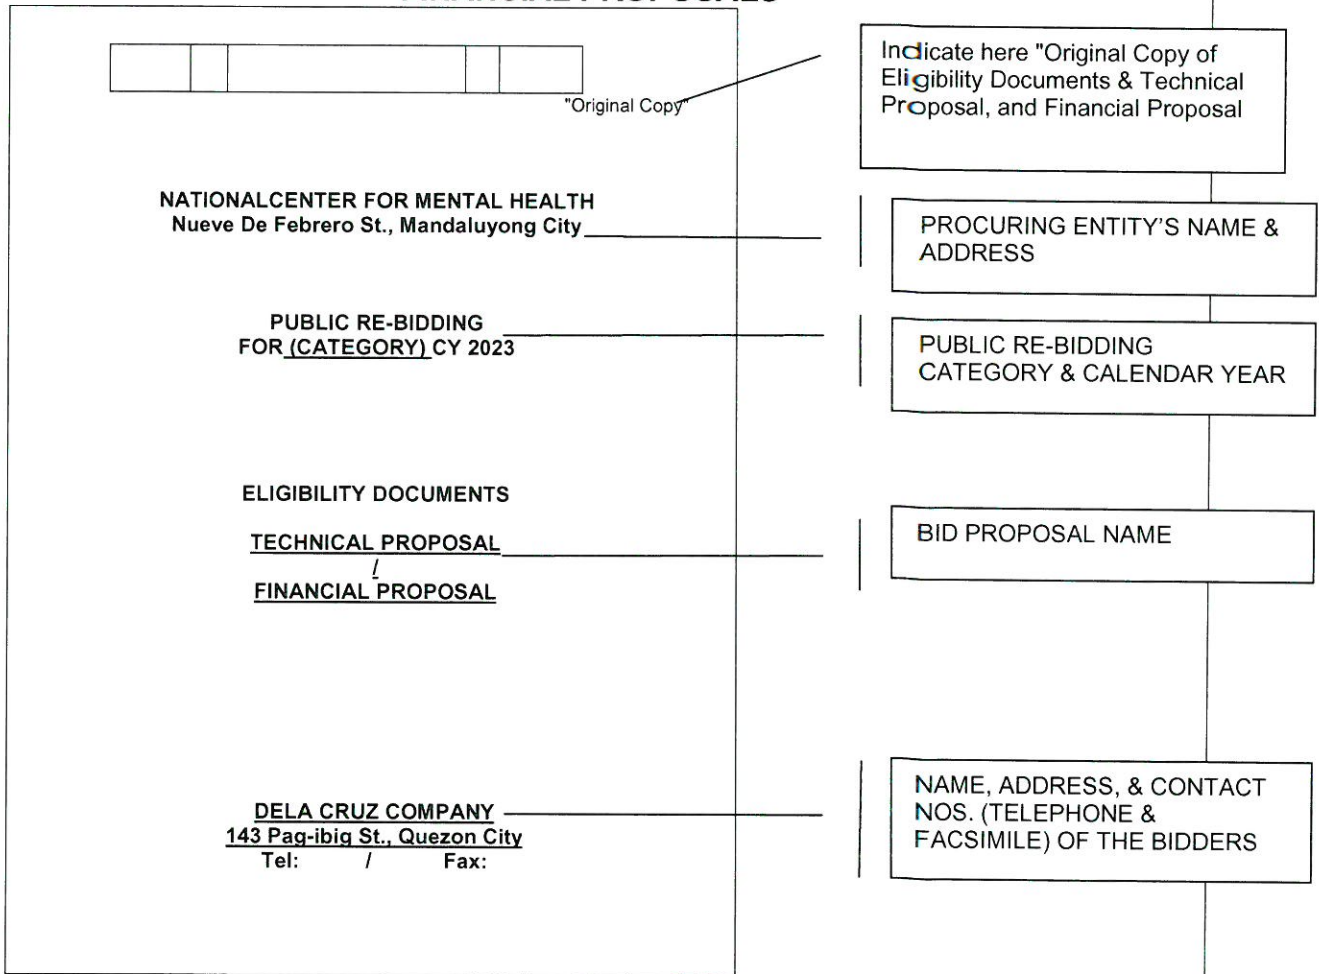 "Original Copy"
Indicate here "Original Copy of
Eligibility Documents & Technical
Proposal, and Financial Proposal
NATIONALCENTER FOR MENTAL HEALTH
Nueve De Febrero St., Mandaluyong City
PROCURING ENTITY'S NAME &
ADDRESS
PUBLIC RE-BIDDING
FOR (CATEGORY) CY 2023
PUBLIC RE-BIDDING
CATEGORY & CALENDAR YEAR
ELIGIBILITY DOCUMENTS
TECHNICAL PROPOSAL
/
FINANCIAL PROPOSAL
BID PROPOSAL NAME
DELA CRUZ COMPANY
143 Pag-ibig St., Quezon City
Tel: / Fax:
NAME, ADDRESS, & CONTACT
NOS. (TELEPHONE &
FACSIMILE) OF THE BIDDERS